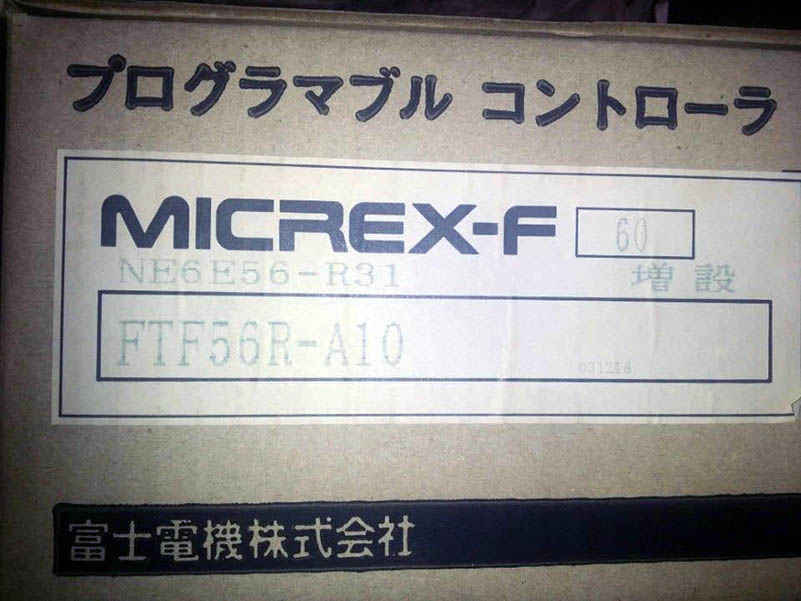 プログラマブル コントローラ
MICREX-F 60
NE6E56-R31 増設
FTF56R-A10
031218
富士電機株式会社